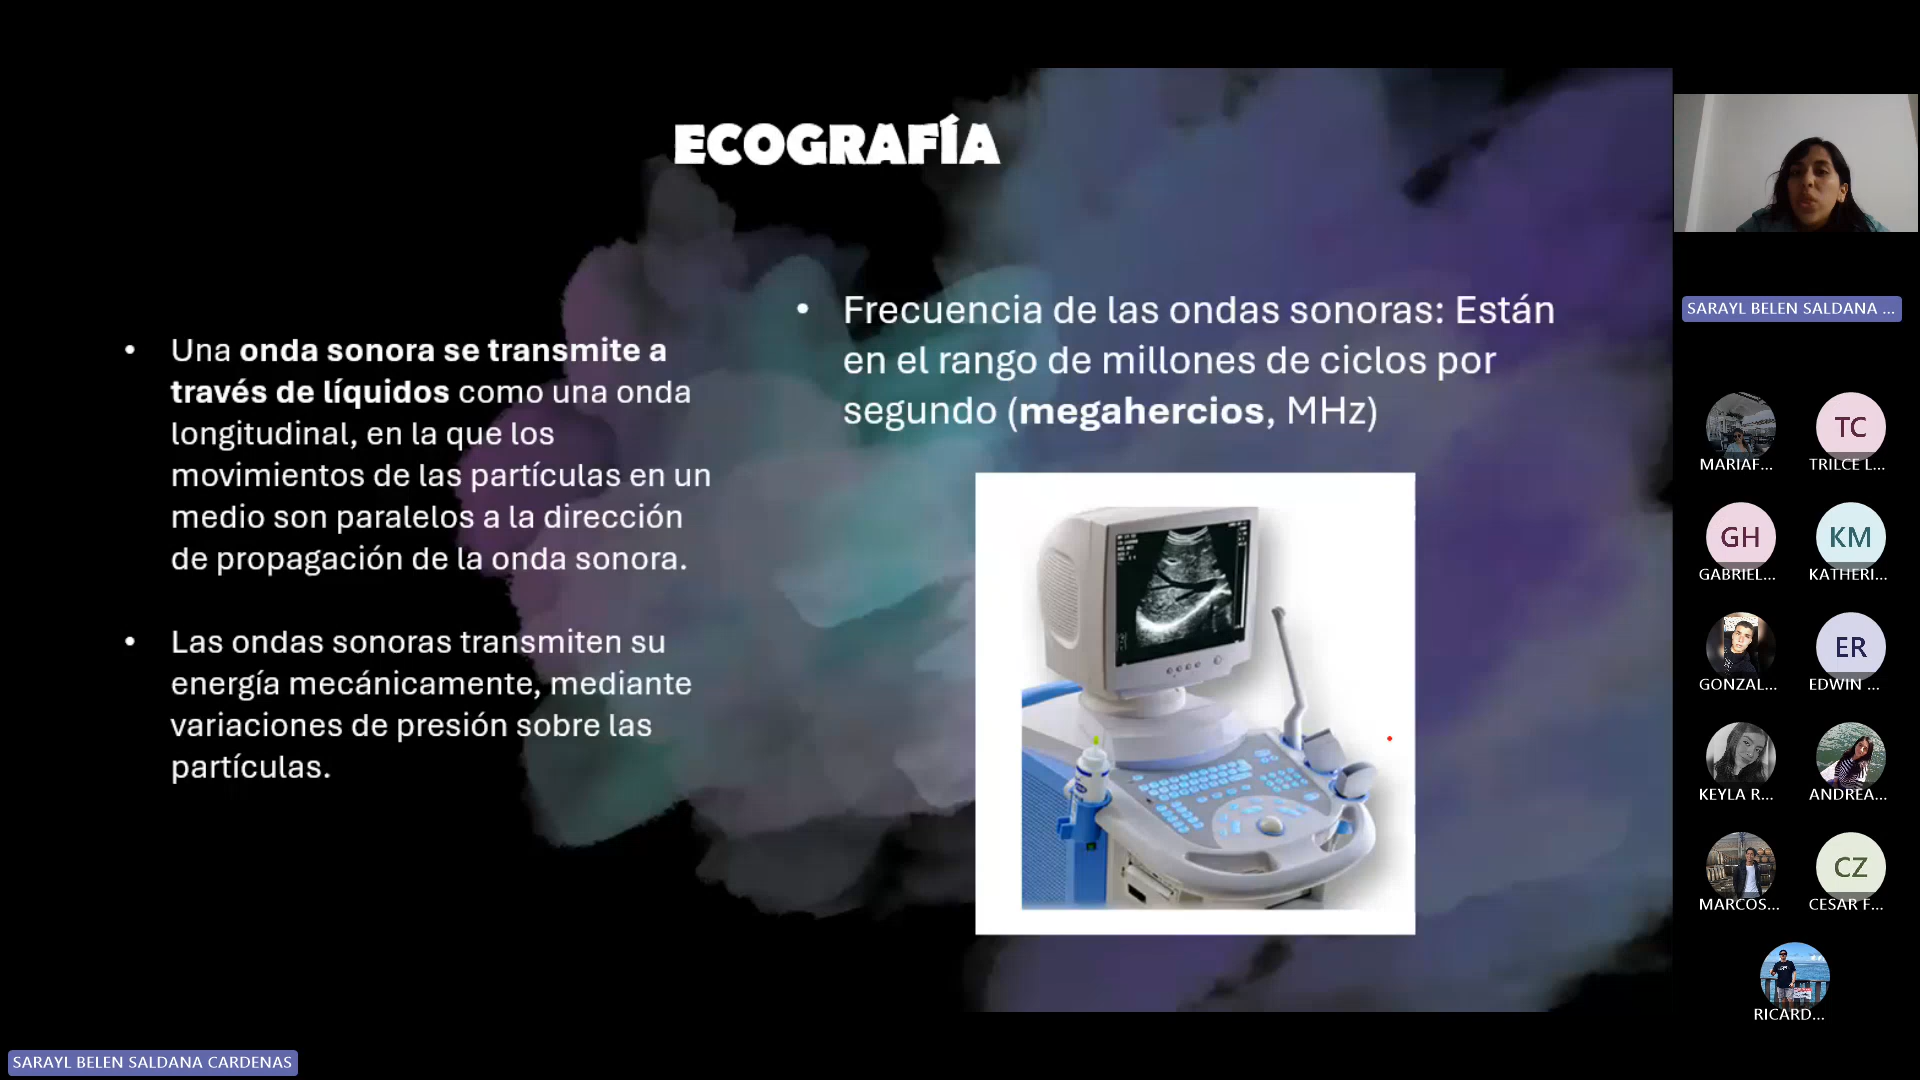 ECOGRAFÍA
• Una onda sonora se transmite a
través de líquidos como una onda
longitudinal, en la que los
movimientos de las partículas en un
medio son paralelos a la dirección
de propagación de la onda sonora.
• Las ondas sonoras transmiten su
energía mecánicamente, mediante
variaciones de presión sobre las
partículas.
• Frecuencia de las ondas sonoras: Están
en el rango de millones de ciclos por
segundo (megahercios, MHz)
SARAYL BELEN SALDANA ...
TC
MARIAF...
TRILCE L...
GH
KM
GABRIEL...
KATHERI...
ER
GONZAL...
EDWIN ...
KEYLA R...
ANDREA...
CZ
MARCOS...
CESAR F...
RICARD...
SARAYL BELEN SALDANA CARDENAS